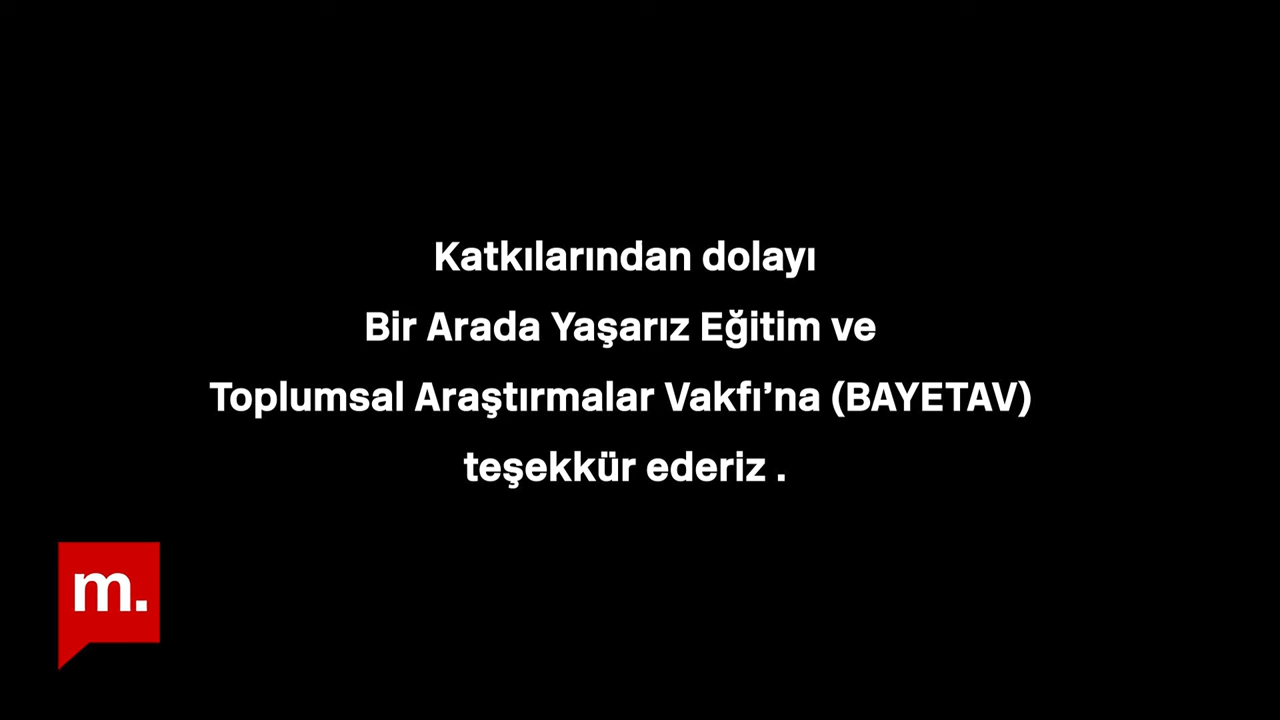 Katkılarından dolayı
Bir Arada Yaşarız Eğitim ve
Toplumsal Araştırmalar Vakfı’na (BAYETAV)
teşekkür ederiz .
m.